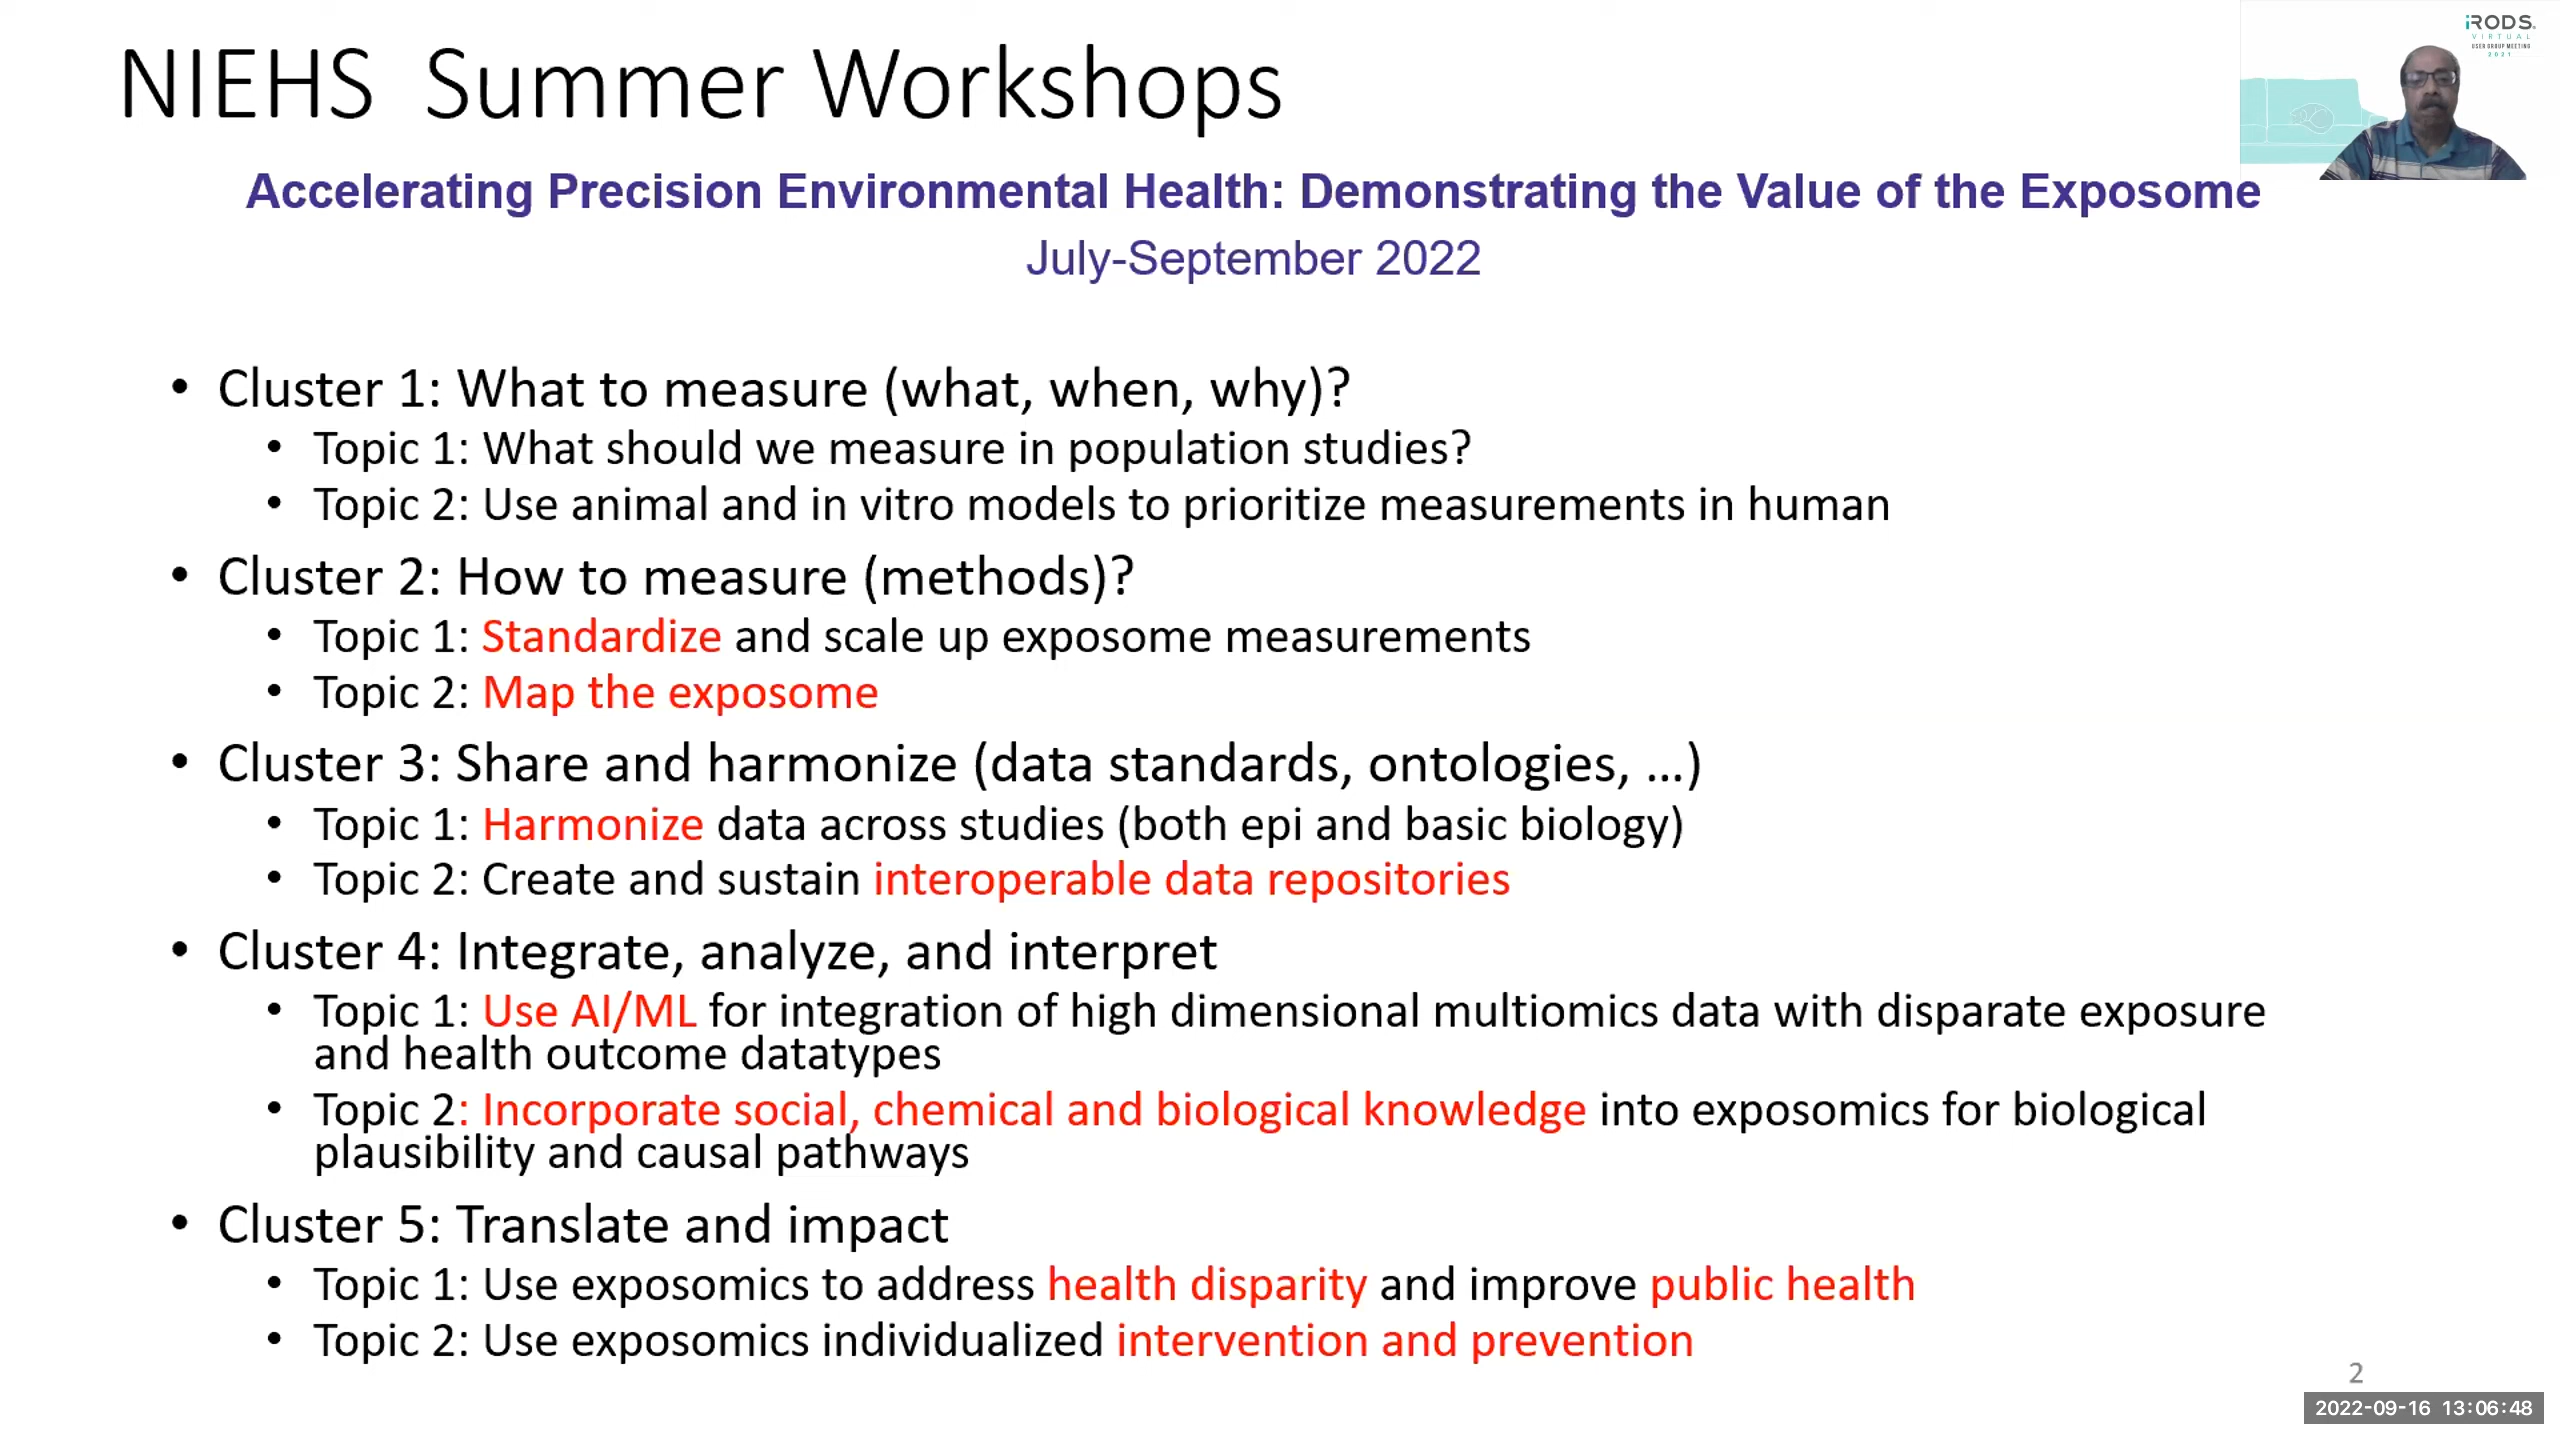 NIEHS Summer Workshops
iRODS
VIRTUAL
USER GROUP MEETING
2021
Accelerating Precision Environmental Health: Demonstrating the Value of the Exposome
July-September 2022
• Cluster 1: What to measure (what, when, why)?
• Topic 1: What should we measure in population studies?
• Topic 2: Use animal and in vitro models to prioritize measurements in human
• Cluster 2: How to measure (methods)?
• Topic 1: Standardize and scale up exposome measurements
• Topic 2: Map the exposome
• Cluster 3: Share and harmonize (data standards, ontologies, ...)
• Topic 1: Harmonize data across studies (both epi and basic biology)
• Topic 2: Create and sustain interoperable data repositories
• Cluster 4: Integrate, analyze, and interpret
• Topic 1: Use AI/ML for integration of high dimensional multiomics data with disparate exposure
and health outcome datatypes
• Topic 2: Incorporate social, chemical and biological knowledge into exposomics for biological
plausibility and causal pathways
• Cluster 5: Translate and impact
• Topic 1: Use exposomics to address health disparity and improve public health
• Topic 2: Use exposomics individualized intervention and prevention
2
2022-09-16 13:06:48